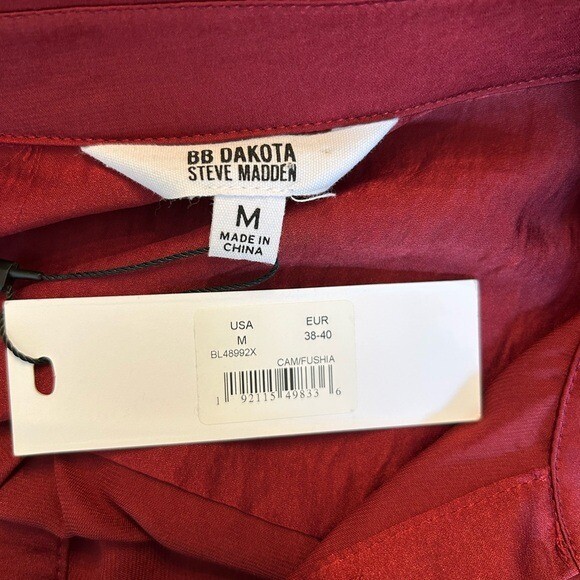 BB DAKOTA
STEVE MADDEN
M
MADE IN
CHINA
USA EUR
M 38-40
BL48992X
CAM/FUSHIA
1 92115 49833 6